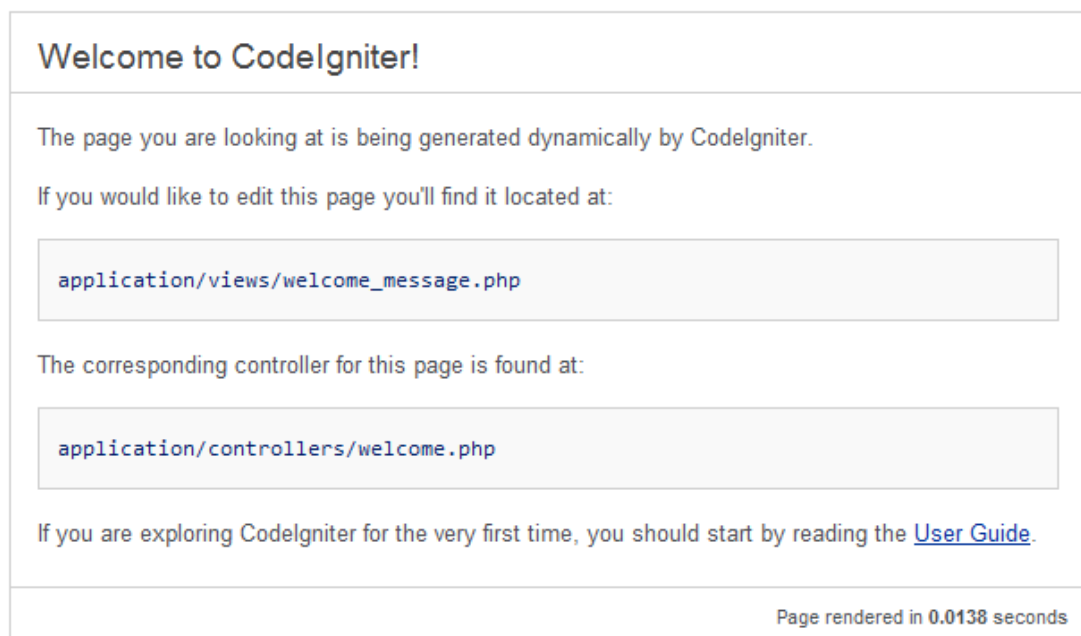 Welcome to CodeIgniter!
The page you are looking at is being generated dynamically by CodeIgniter.
If you would like to edit this page you'll find it located at:
application/views/welcome_message.php
The corresponding controller for this page is found at:
application/controllers/welcome.php
If you are exploring CodeIgniter for the very first time, you should start by reading the User Guide.
Page rendered in 0.0138 seconds